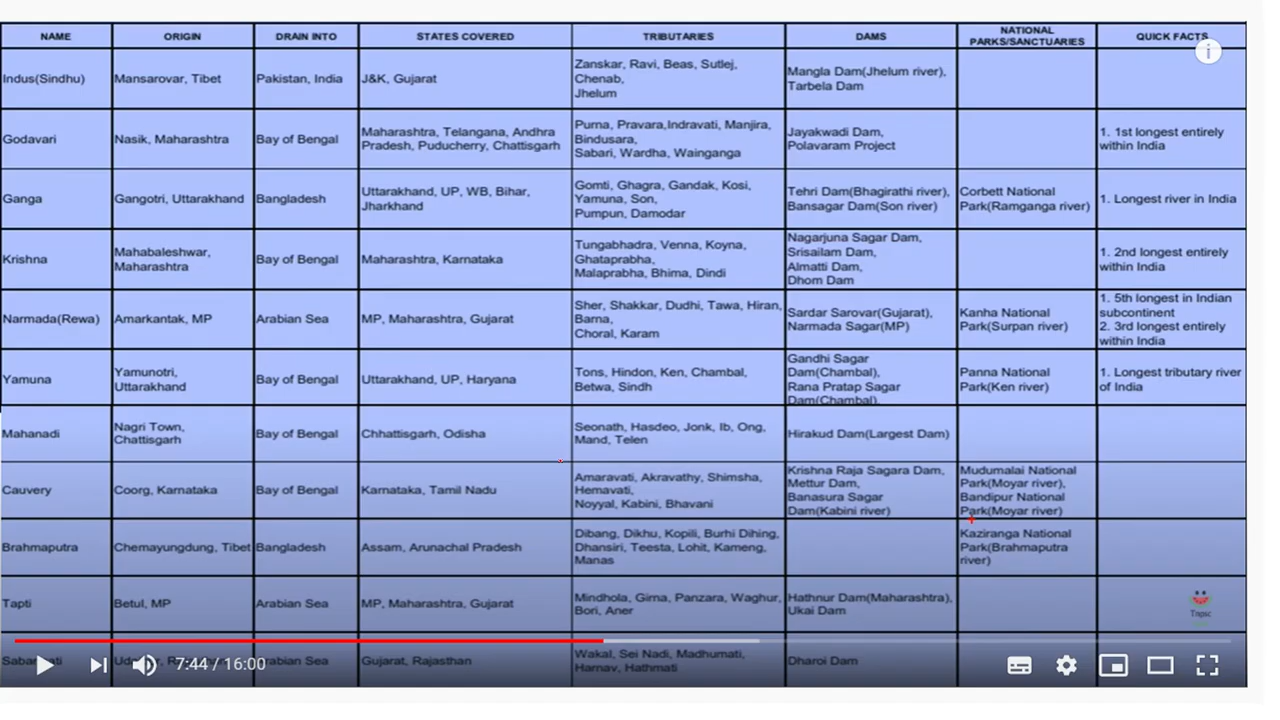 NAME ORIGIN DRAIN INTO STATES COVERED TRIBUTARIES DAMS NATIONAL PARKS/SANCTUARIES QUICK FACTS
Indus(Sindhu)
Mansarovar, Tibet
Pakistan, India
J&K, Gujarat
Zanskar, Ravi, Beas, Sutlej,
Chenab,
Jhelum
Mangla Dam(Jhelum river),
Tarbela Dam
Godavari
Nasik, Maharashtra
Bay of Bengal
Maharashtra, Telangana, Andhra
Pradesh, Puducherry, Chattisgarh
Purna, Pravara,Indravati, Manjira,
Bindusara,
Sabari, Wardha, Wainganga
Jayakwadi Dam,
Polavaram Project
1. 1st longest entirely
within India
Ganga
Gangotri, Uttarakhand
Bangladesh
Uttarakhand, UP, WB, Bihar,
Jharkhand
Gomti, Ghagra, Gandak, Kosi,
Yamuna, Son,
Pumpun, Damodar
Tehri Dam(Bhagirathi river),
Bansagar Dam(Son river)
Corbett National
Park(Ramganga river)
1. Longest river in India
Krishna
Mahabaleshwar,
Maharashtra
Bay of Bengal
Maharashtra, Karnataka
Tungabhadra, Venna, Koyna,
Ghataprabha,
Malaprabha, Bhima, Dindi
Nagarjuna Sagar Dam,
Srisailam Dam,
Almatti Dam,
Dhom Dam
1. 2nd longest entirely
within India
Narmada(Rewa)
Amarkantak, MP
Arabian Sea
MP, Maharashtra, Gujarat
Sher, Shakkar, Dudhi, Tawa, Hiran,
Barna,
Choral, Karam
Sardar Sarovar(Gujarat),
Narmada Sagar(MP)
Kanha National
Park(Surpan river)
1. 5th longest in Indian
subcontinent
2. 3rd longest entirely
within India
Yamuna
Yamunotri,
Uttarakhand
Bay of Bengal
Uttarakhand, UP, Haryana
Tons, Hindon, Ken, Chambal,
Betwa, Sindh
Gandhi Sagar
Dam(Chambal),
Rana Pratap Sagar
Dam(Chambal),
Panna National
Park(Ken river)
1. Longest tributary river
of India
Mahanadi
Nagri Town,
Chattisgarh
Bay of Bengal
Chhattisgarh, Odisha
Seonath, Hasdeo, Jonk, Ib, Ong,
Mand, Telen
Hirakud Dam(Largest Dam)
Cauvery
Coorg, Karnataka
Bay of Bengal
Karnataka, Tamil Nadu
Amaravati, Akravathy, Shimsha,
Hemavati,
Noyyal, Kabini, Bhavani
Krishna Raja Sagara Dam,
Mettur Dam,
Banasura Sagar
Dam(Kabini river)
Mudumalai National
Park(Moyar river),
Bandipur National
Park(Moyar river)
Brahmaputra
Chemayungdung, Tibet
Bangladesh
Assam, Arunachal Pradesh
Dibang, Dikhu, Kopili, Burhi Dihing,
Dhansiri, Teesta, Lohit, Kameng,
Manas
Kaziranga National
Park(Brahmaputra
river)
Tapti
Betul, MP
Arabian Sea
MP, Maharashtra, Gujarat
Mindhola, Girna, Panzara, Waghur,
Bori, Aner
Hathnur Dam(Maharashtra),
Ukai Dam
Arabian Sea
Gujarat, Rajasthan
Wakal, Sei Nadi, Madhumati,
Harnav, Hathmati
Dharoi Dam
7:44 / 16:00